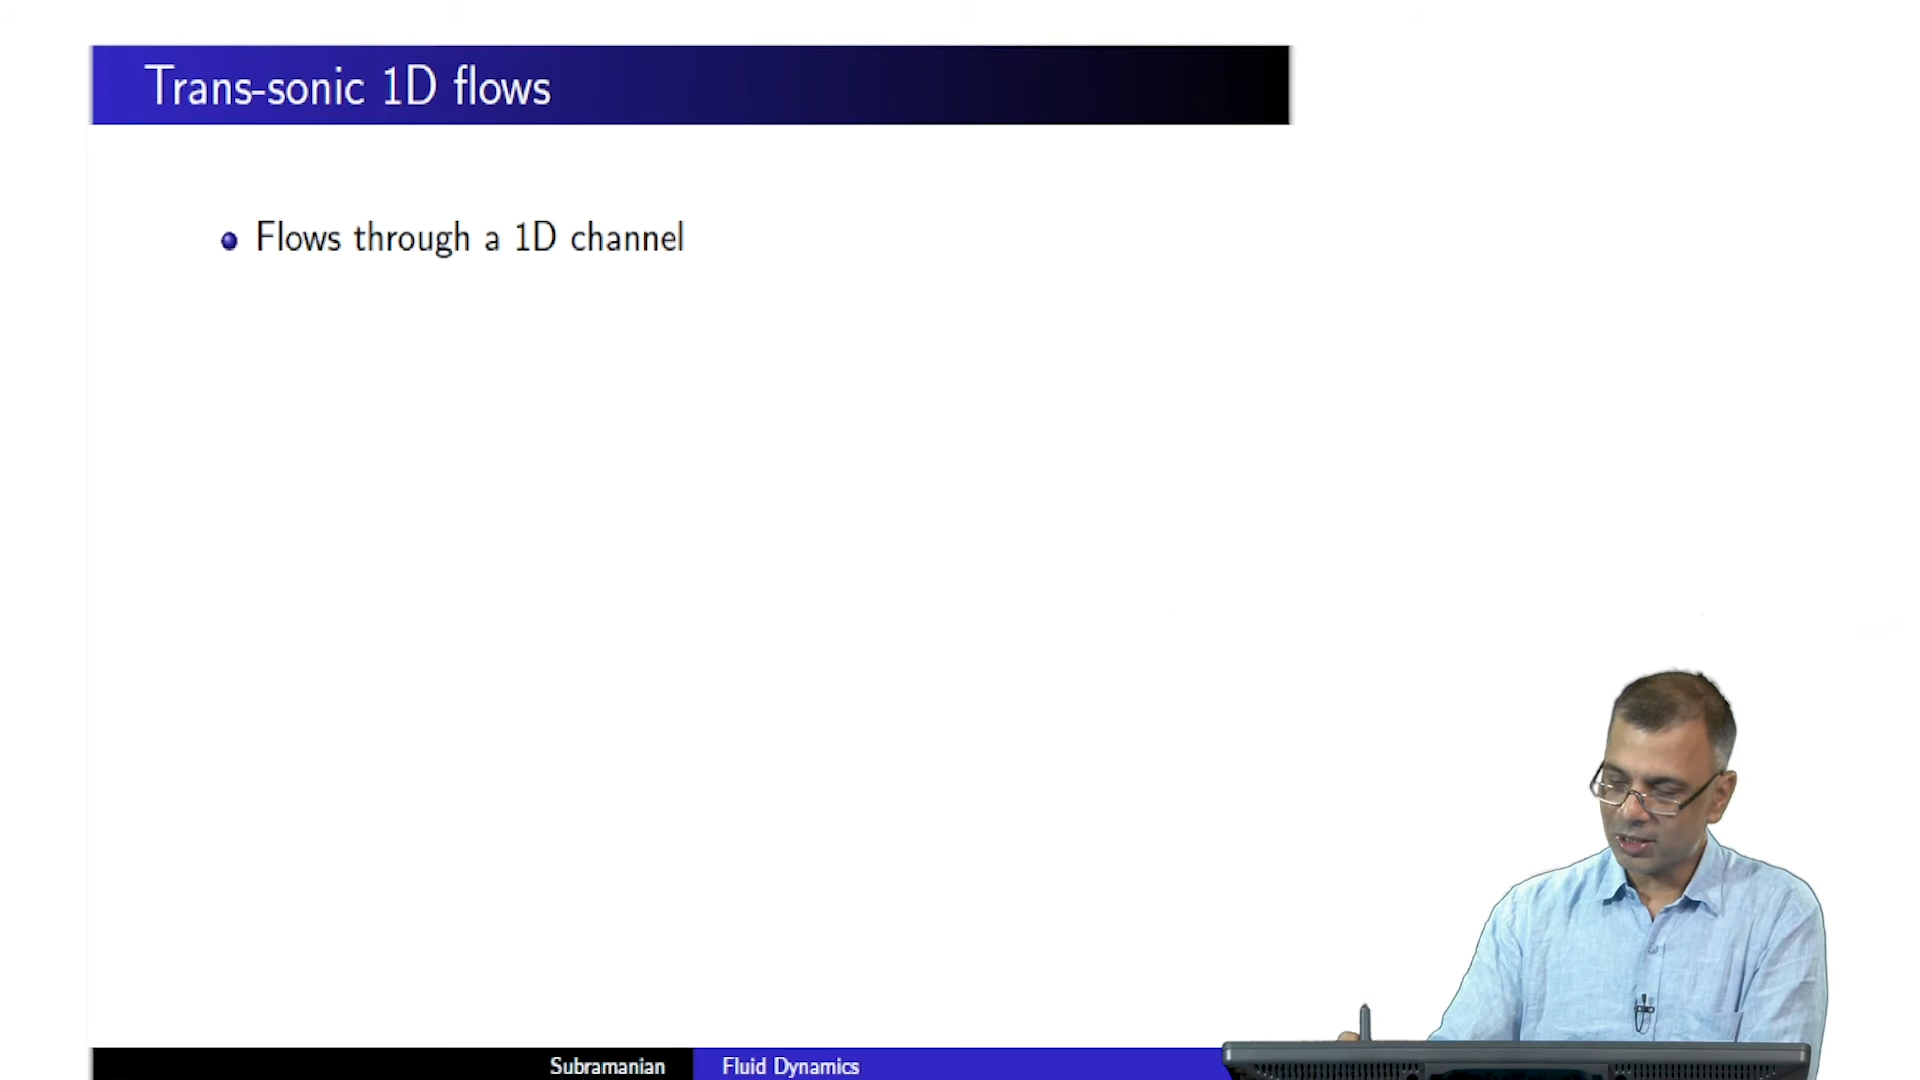 Trans-sonic 1D flows
Flows through a 1D channel
Subramanian
Fluid Dynamics